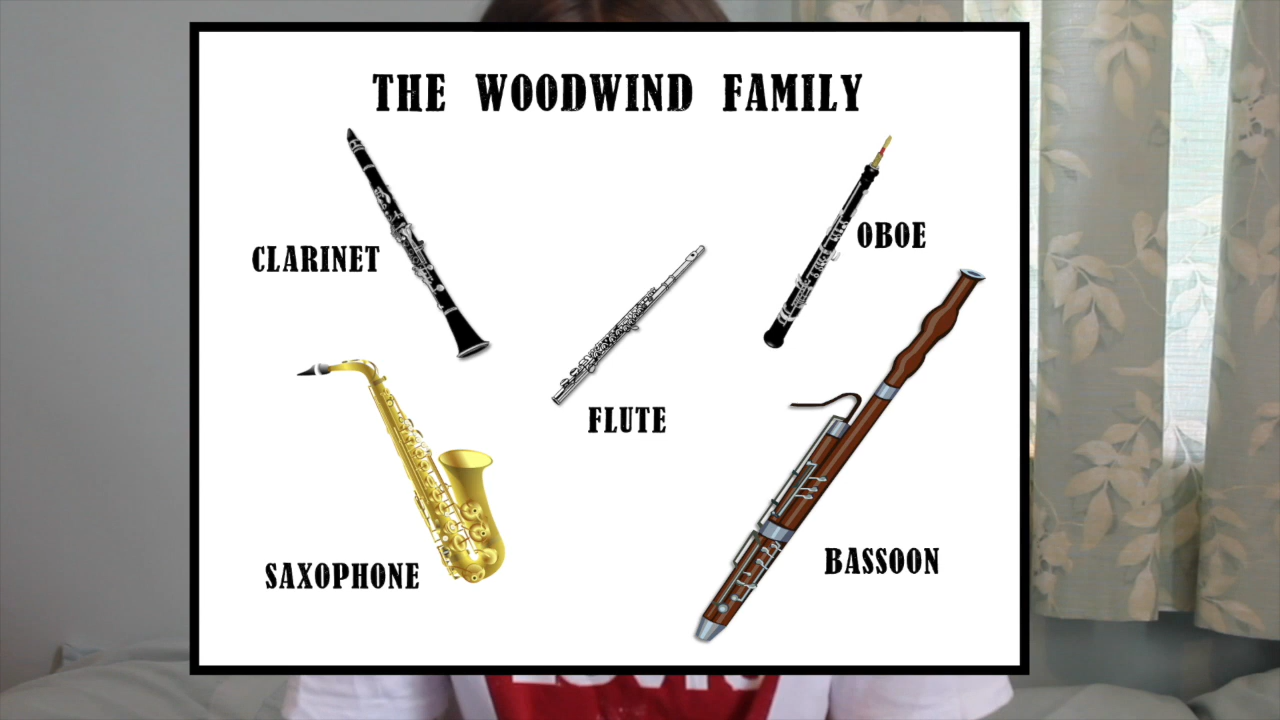 THE WOODWIND FAMILY
CLARINET
OBOE
FLUTE
SAXOPHONE
BASSOON